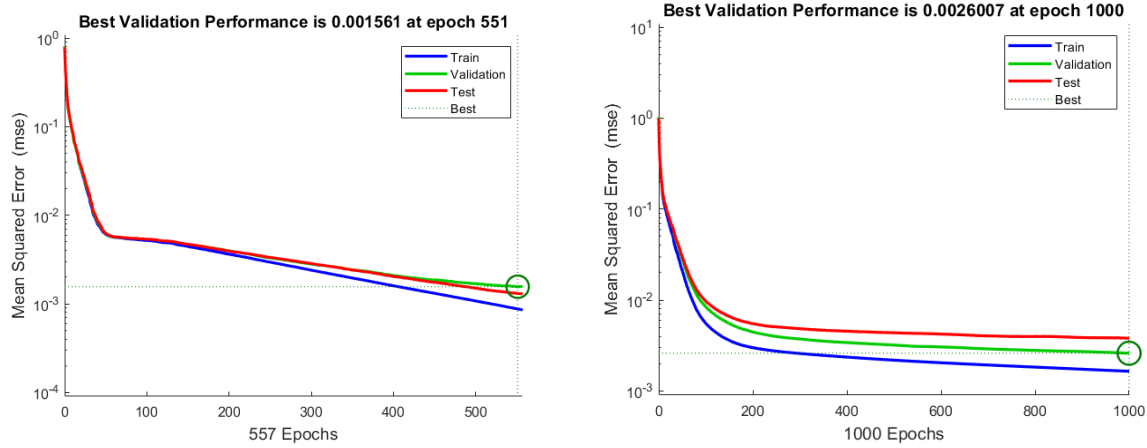 Best Validation Performance is 0.001561 at epoch 551
Mean Squared Error (mse)
10^0
10^-1
10^-2
10^-3
10^-4
Train
Validation
Test
Best
0 100 200 300 400 500
557 Epochs
Best Validation Performance is 0.0026007 at epoch 1000
Mean Squared Error (mse)
10^1
10^0
10^-1
10^-2
10^-3
Train
Validation
Test
Best
0 200 400 600 800 1000
1000 Epochs